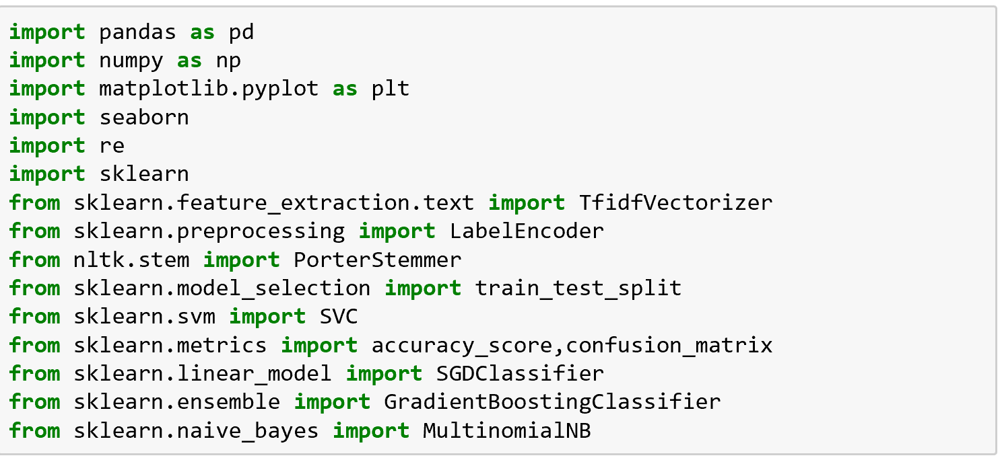 import pandas as pd
import numpy as np
import matplotlib.pyplot as plt
import seaborn
import re
import sklearn
from sklearn.feature_extraction.text import TfidfVectorizer
from sklearn.preprocessing import LabelEncoder
from nltk.stem import PorterStemmer
from sklearn.model_selection import train_test_split
from sklearn.svm import SVC
from sklearn.metrics import accuracy_score,confusion_matrix
from sklearn.linear_model import SGDClassifier
from sklearn.ensemble import GradientBoostingClassifier
from sklearn.naive_bayes import MultinomialNB